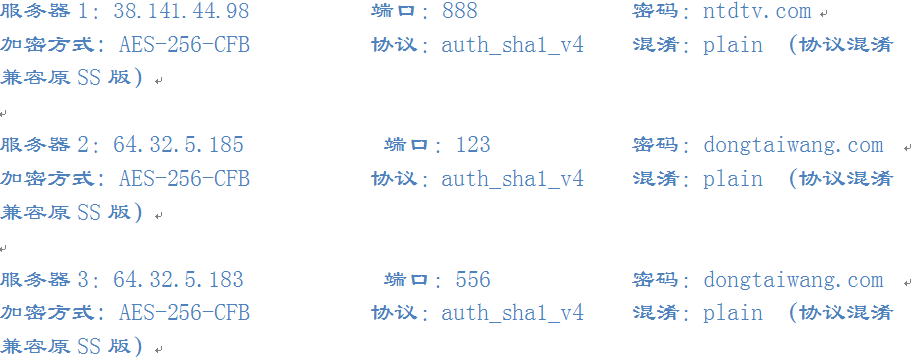 服务器 1: 38.141.44.98 端口: 888 密码: ntdtv.com
加密方式: AES-256-CFB 协议: auth_sha1_v4 混淆: plain (协议混淆
兼容原 SS 版)
服务器 2: 64.32.5.185 端口: 123 密码: dongtaiwang.com
加密方式: AES-256-CFB 协议: auth_sha1_v4 混淆: plain (协议混淆
兼容原 SS 版)
服务器 3: 64.32.5.183 端口: 556 密码: dongtaiwang.com
加密方式: AES-256-CFB 协议: auth_sha1_v4 混淆: plain (协议混淆
兼容原 SS 版)